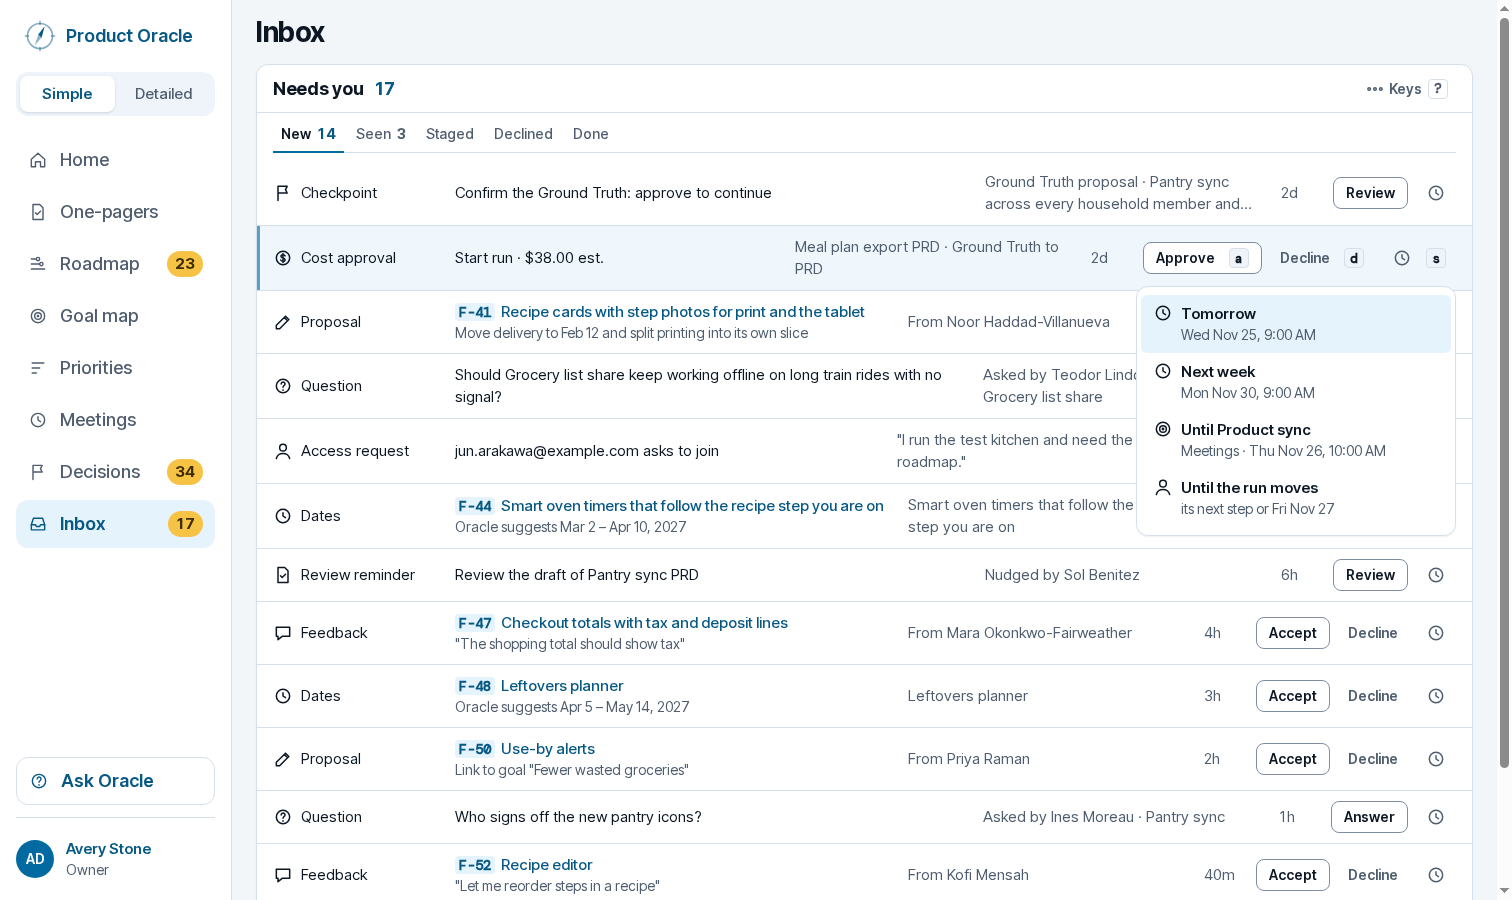 Product Oracle
Simple
Detailed
Home
One-pagers
Roadmap 23
Goal map
Priorities
Meetings
Decisions 34
Inbox 17
Ask Oracle
AD
Avery Stone
Owner
Inbox
Needs you 17
Keys ?
New 14
Seen 3
Staged
Declined
Done
Checkpoint
Confirm the Ground Truth: approve to continue
Ground Truth proposal · Pantry sync
across every household member and...
2d
Review
Cost approval
Start run · $38.00 est.
Meal plan export PRD · Ground Truth to
PRD
2d
Approve a
Decline d
s
Tomorrow
Wed Nov 25, 9:00 AM
Next week
Mon Nov 30, 9:00 AM
Until Product sync
Meetings · Thu Nov 26, 10:00 AM
Until the run moves
its next step or Fri Nov 27
Proposal
F-41 Recipe cards with step photos for print and the tablet
Move delivery to Feb 12 and split printing into its own slice
From Noor Haddad-Villanueva
Question
Should Grocery list share keep working offline on long train rides with no
signal?
Asked by Teodor
Grocery list share
Access request
jun.arakawa@example.com asks to join
"I run the test kitchen and need the
roadmap."
Dates
F-44 Smart oven timers that follow the recipe step you are on
Oracle suggests Mar 2 – Apr 10, 2027
Smart oven timers that follow the
step you are on
Review reminder
Review the draft of Pantry sync PRD
Nudged by Sol Benitez
6h
Review
Feedback
F-47 Checkout totals with tax and deposit lines
"The shopping total should show tax"
From Mara Okonkwo-Fairweather
4h
Accept
Decline
Dates
F-48 Leftovers planner
Oracle suggests Apr 5 – May 14, 2027
Leftovers planner
3h
Accept
Decline
Proposal
F-50 Use-by alerts
Link to goal "Fewer wasted groceries"
From Priya Raman
2h
Accept
Decline
Question
Who signs off the new pantry icons?
Asked by Ines Moreau · Pantry sync
1h
Answer
Feedback
F-52 Recipe editor
"Let me reorder steps in a recipe"
From Kofi Mensah
40m
Accept
Decline